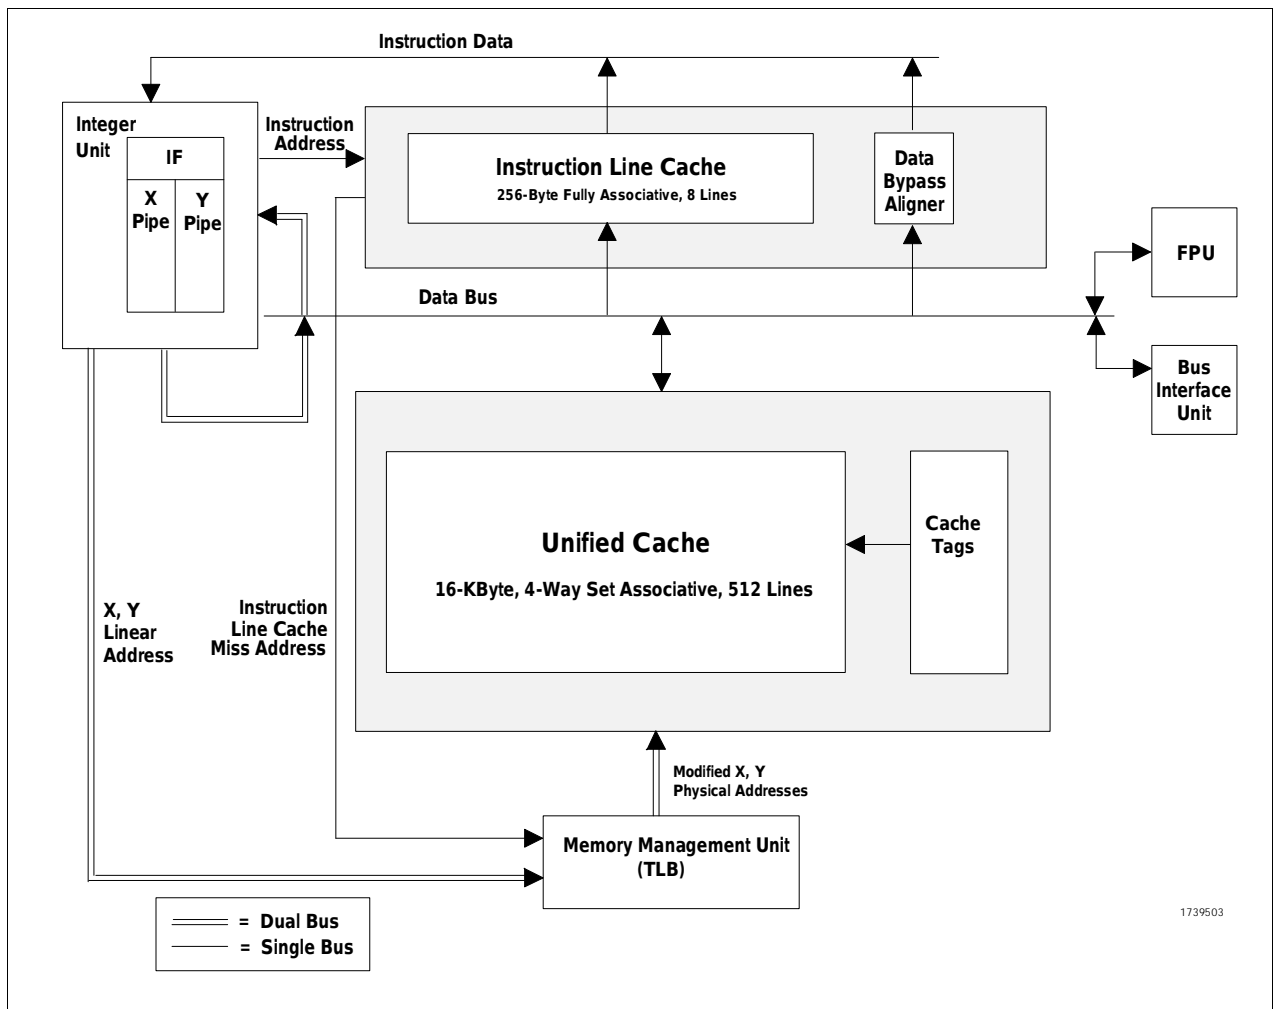 Instruction Data
Integer
Unit
IF
X
Pipe
Y
Pipe
Instruction
Address
Instruction Line Cache
256-Byte Fully Associative, 8 Lines
Data
Bypass
Aligner
FPU
Data Bus
Bus
Interface
Unit
Unified Cache
16-KByte, 4-Way Set Associative, 512 Lines
Cache
Tags
X, Y
Linear
Address
Instruction
Line Cache
Miss Address
Modified X, Y
Physical Addresses
Memory Management Unit
(TLB)
= Dual Bus
= Single Bus
1739503